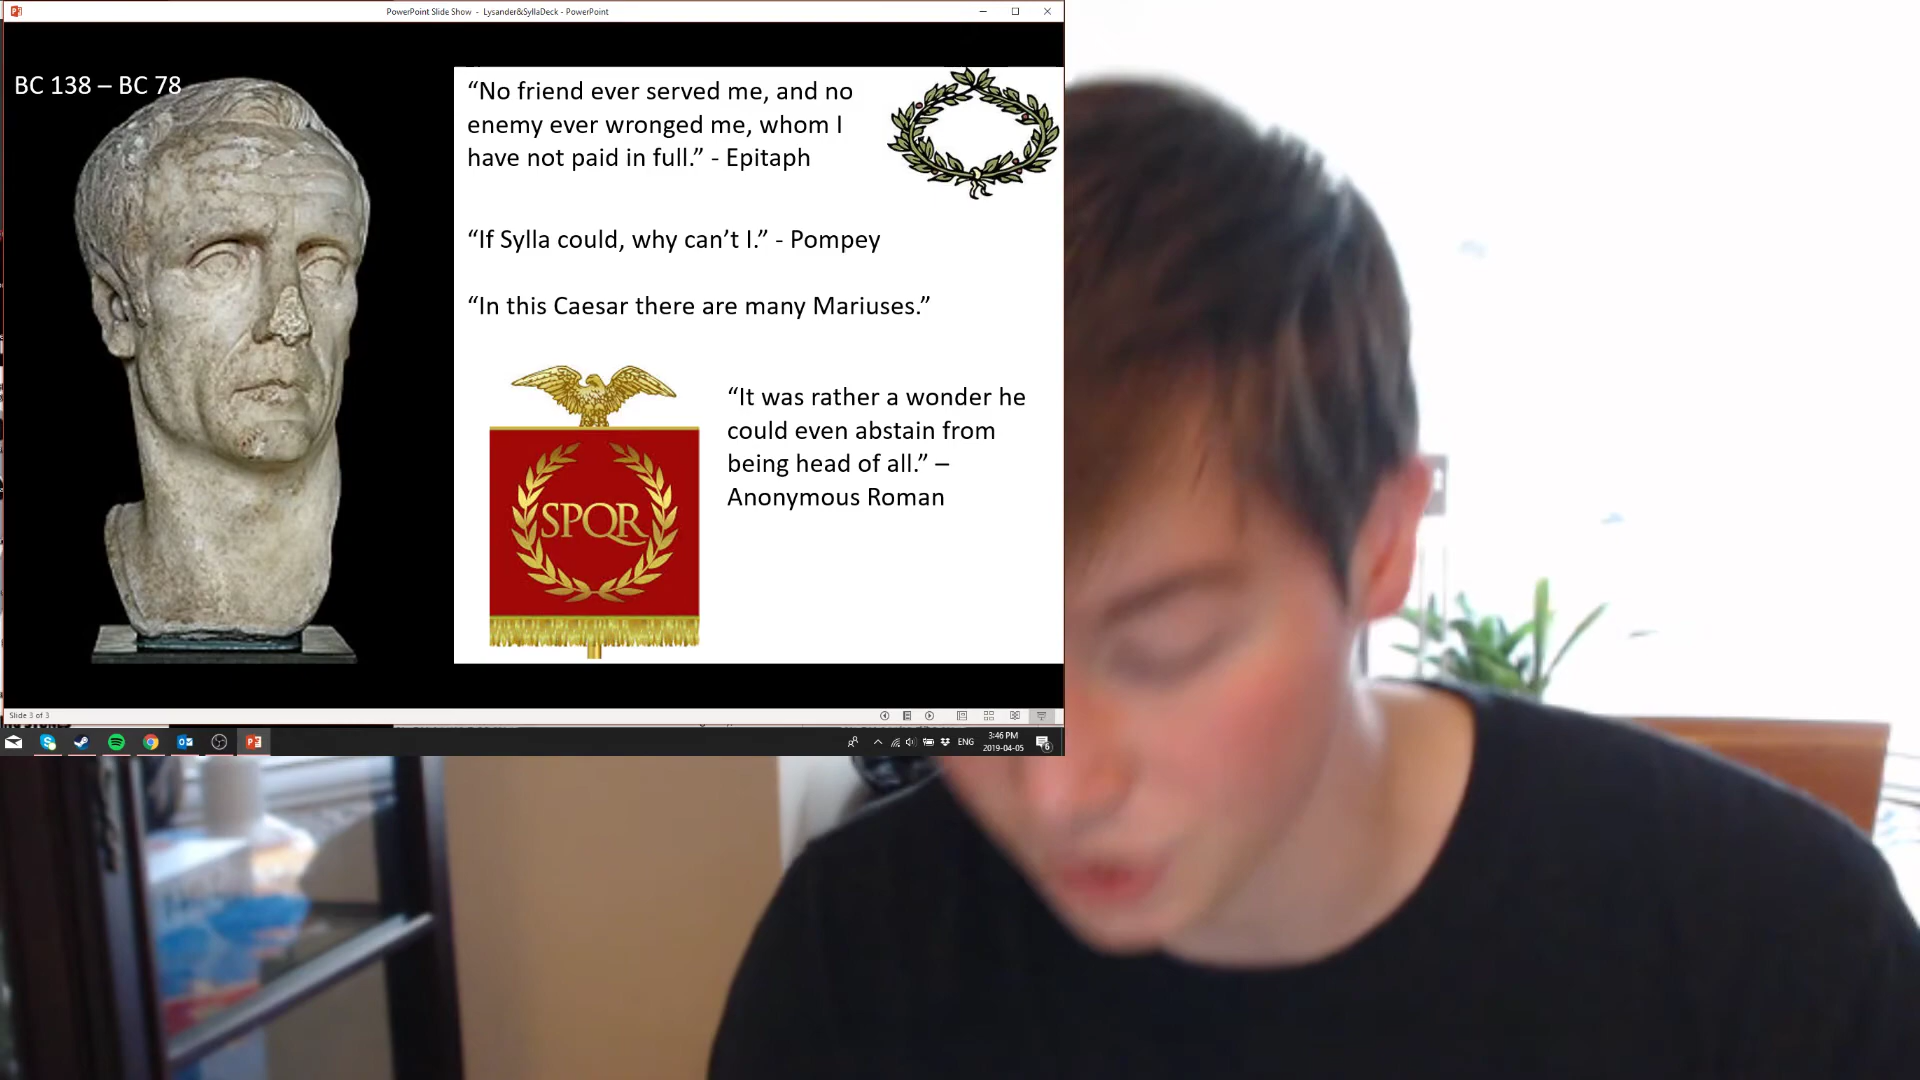 PowerPoint Slide Show - Lysander&SyllaDeck - PowerPoint
BC 138 – BC 78
“No friend ever served me, and no
enemy ever wronged me, whom I
have not paid in full.” - Epitaph
“If Sylla could, why can’t I.” - Pompey
“In this Caesar there are many Mariuses.”
“It was rather a wonder he
could even abstain from
being head of all.” –
Anonymous Roman
SPQR
Slide 3 of 3
ENG
3:46 PM
2019-04-05